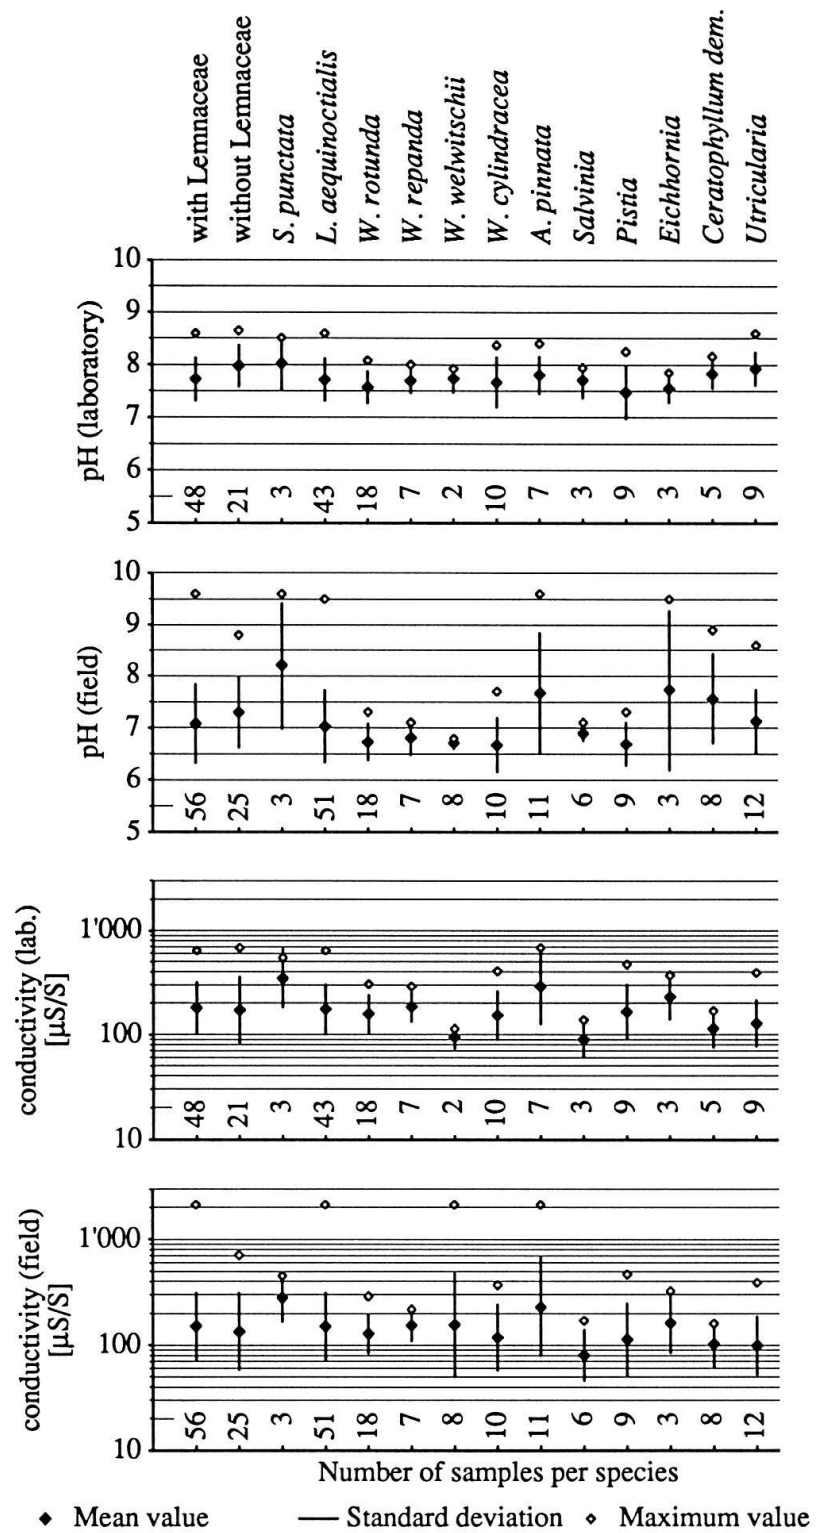 with Lemnaceae
without Lemnaceae
S. punctata
L. aequinoctialis
W. rotunda
W. repanda
W. welwitschii
W. cylindracea
A. pinnata
Salvinia
Pistia
Eichhornia
Ceratophyllum dem.
Utricularia
pH (laboratory)
10
9
8
7
6
5
48 21 3 43 18 7 2 10 7 3 9 3 5 9
pH (field)
10
9
8
7
6
5
56 25 3 51 18 7 8 10 11 6 9 3 8 12
conductivity (lab.)
[µS/S]
1'000
100
10
48 21 3 43 18 7 2 10 7 3 9 3 5 9
conductivity (field)
[µS/S]
1'000
100
10
56 25 3 51 18 7 8 10 11 6 9 3 8 12
Number of samples per species
Mean value Standard deviation Maximum value